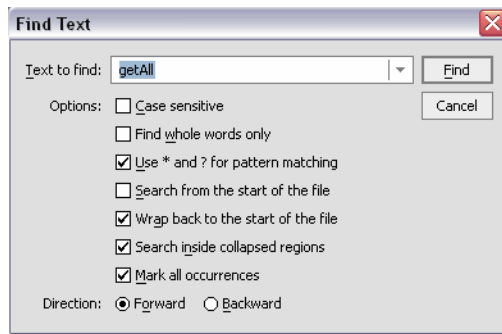 Find Text
Text to find: getAll Find
Options: Case sensitive Cancel
Find whole words only
Use * and ? for pattern matching
Search from the start of the file
Wrap back to the start of the file
Search inside collapsed regions
Mark all occurrences
Direction: Forward Backward